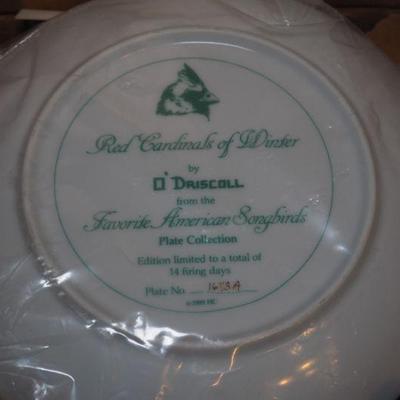 Red Cardinals of Winter
by
O'DRISCOLL
from the
Favorite American Songbirds
Plate Collection
Edition limited to a total of
14 firing days
Plate No.